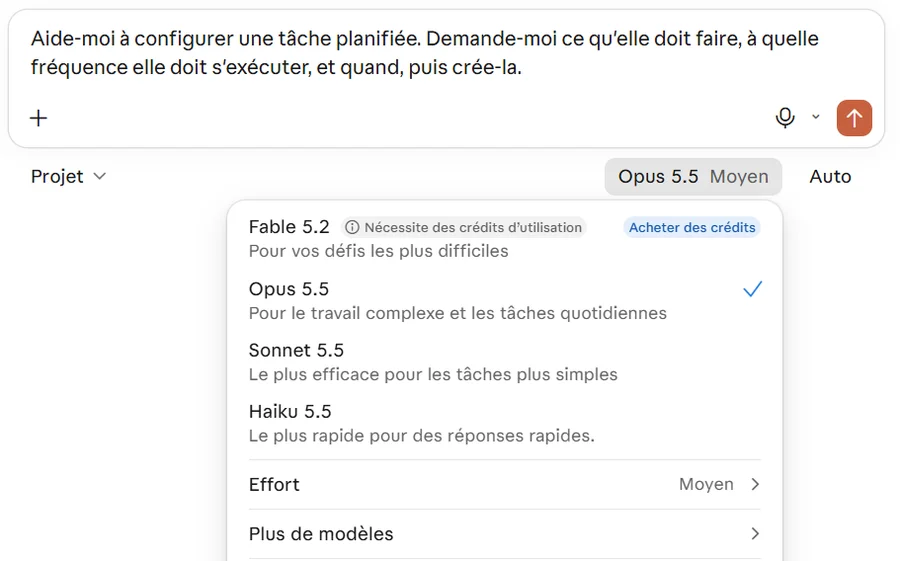 Aide-moi à configurer une tâche planifiée. Demande-moi ce qu'elle doit faire, à quelle
fréquence elle doit s'exécuter, et quand, puis crée-la.
Projet
Opus 5.5 Moyen
Auto
Fable 5.2 Nécessite des crédits d'utilisation Acheter des crédits
Pour vos défis les plus difficiles
Opus 5.5
Pour le travail complexe et les tâches quotidiennes
Sonnet 5.5
Le plus efficace pour les tâches plus simples
Haiku 5.5
Le plus rapide pour des réponses rapides.
Effort Moyen
Plus de modèles